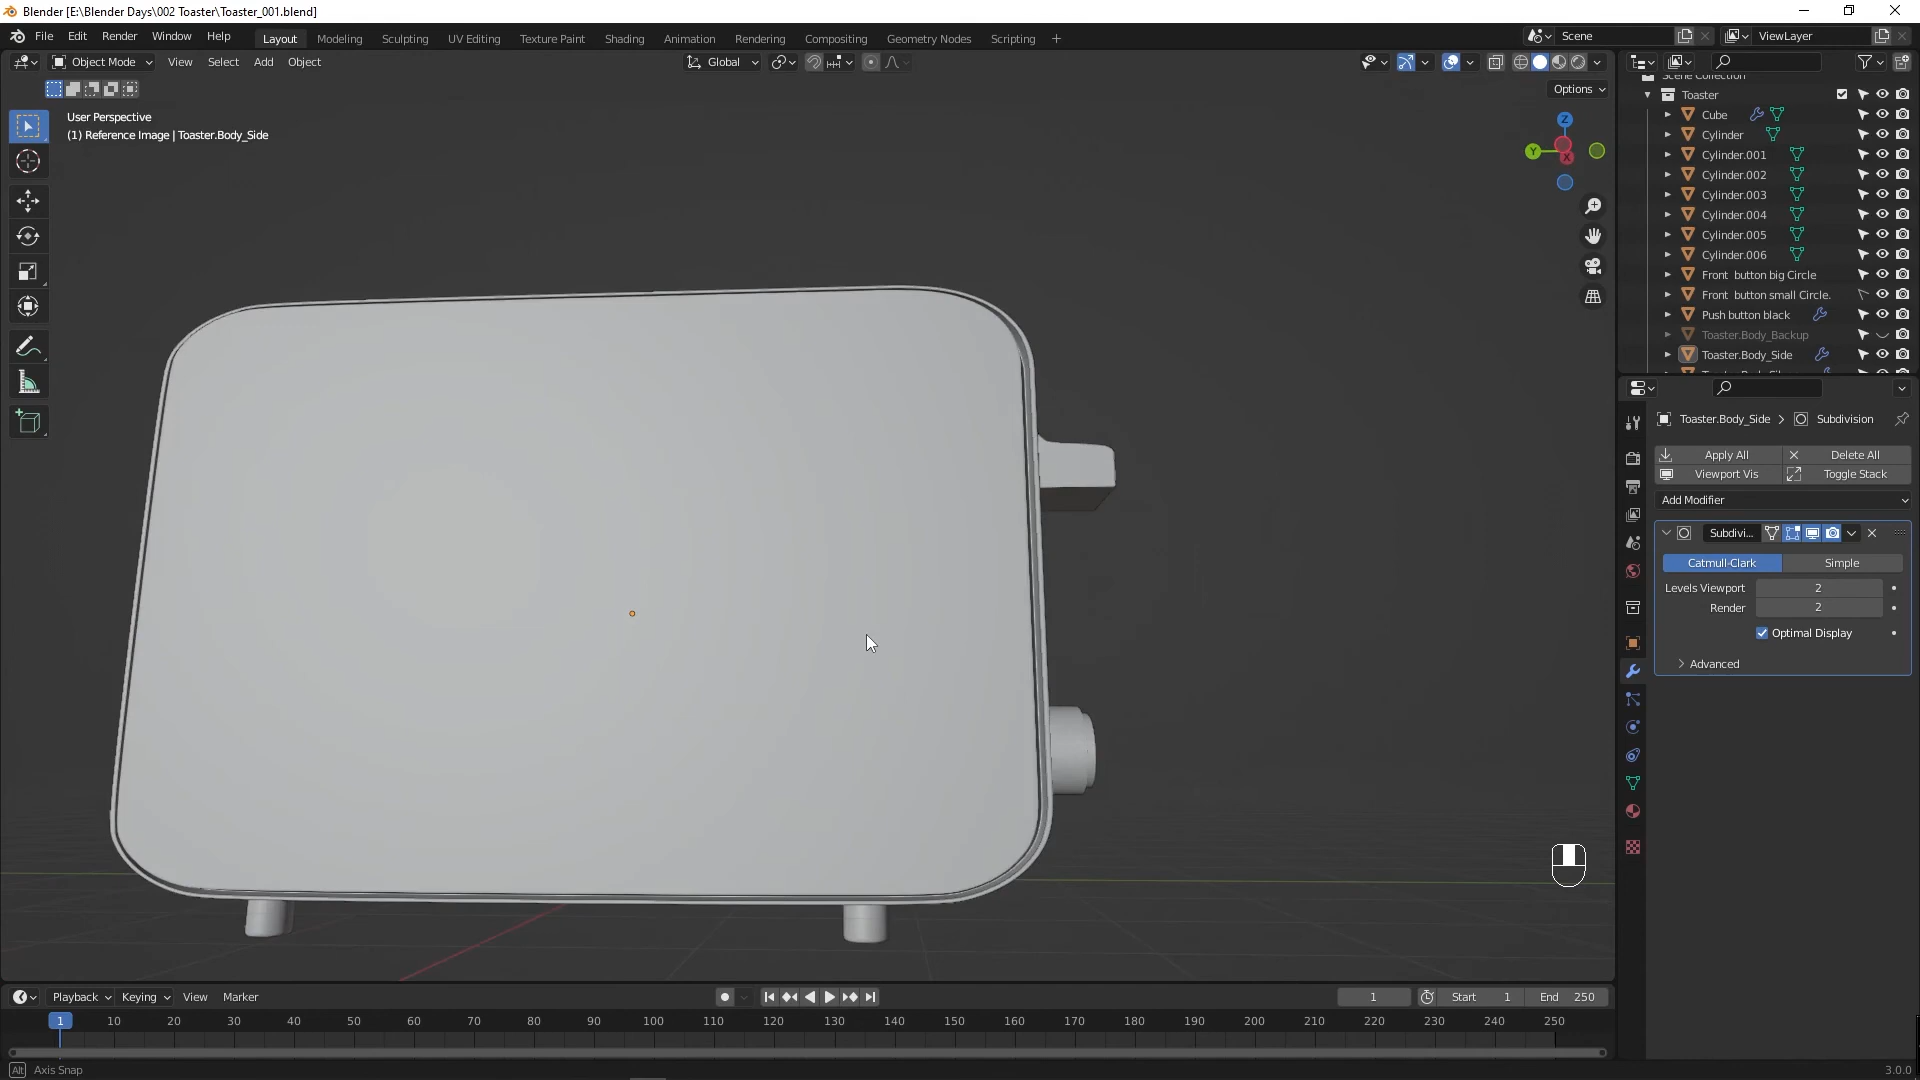 Blender [E:\Blender Days\002 Toaster\Toaster_001.blend]
File Edit Render Window Help Layout Modeling Sculpting UV Editing Texture Paint Shading Animation Rendering Compositing Geometry Nodes Scripting + Scene ViewLayer
Object Mode View Select Add Object Global
Options
User Perspective
(1) Reference Image | Toaster.Body_Side
Z
Y
X
Scene Collection
Toaster
Cube
Cylinder
Cylinder.001
Cylinder.002
Cylinder.003
Cylinder.004
Cylinder.005
Cylinder.006
Front button big Circle
Front button small Circle.
Push button black
Toaster.Body_Backup
Toaster.Body_Side
Toaster.Body_Side > Subdivision
Apply All Delete All
Viewport Vis Toggle Stack
Add Modifier
Subdivi...
Catmull-Clark Simple
Levels Viewport 2
Render 2
Optimal Display
Advanced
Playback Keying View Marker 1 Start 1 End 250
1 10 20 30 40 50 60 70 80 90 100 110 120 130 140 150 160 170 180 190 200 210 220 230 240 250
Alt Axis Snap 3.0.0